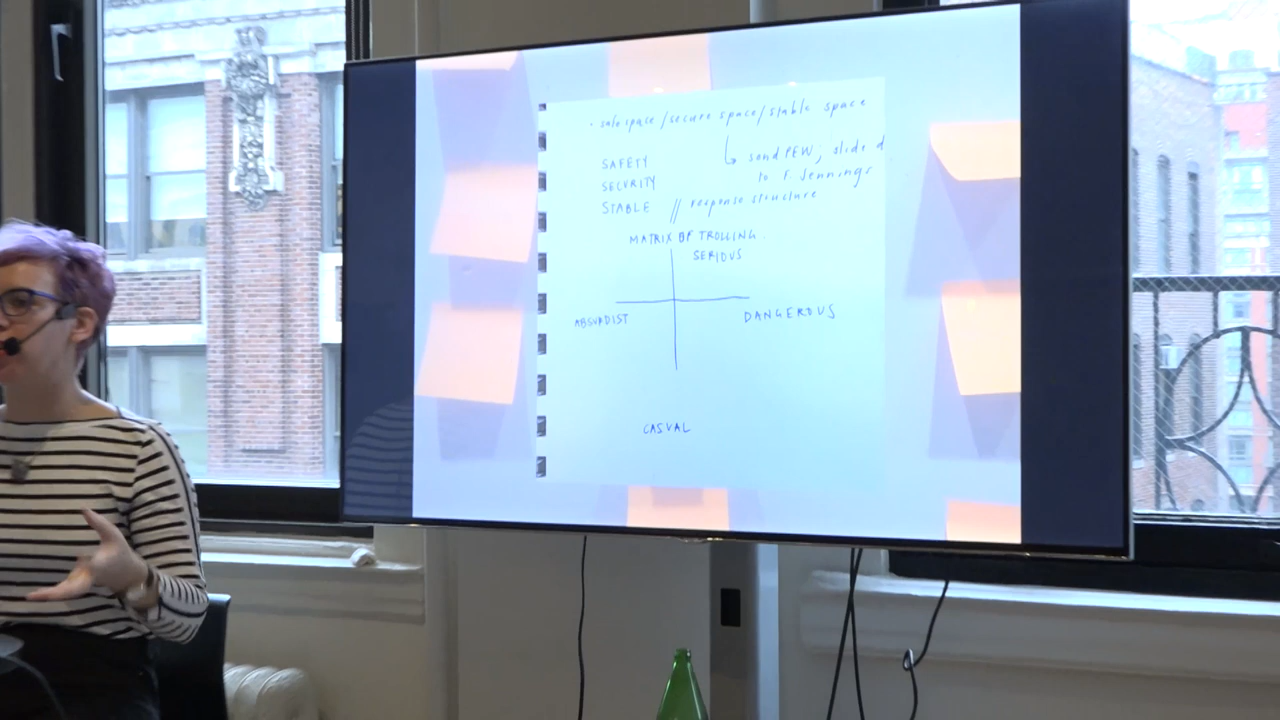 • safe space/secure space/stable space
SAFETY
SECURITY
STABLE
send PEW, slide d
to F. Jennings
// response structure
MATRIX OF TROLLING.
SERIOUS
ABSURDIST
DANGEROUS
CASUAL